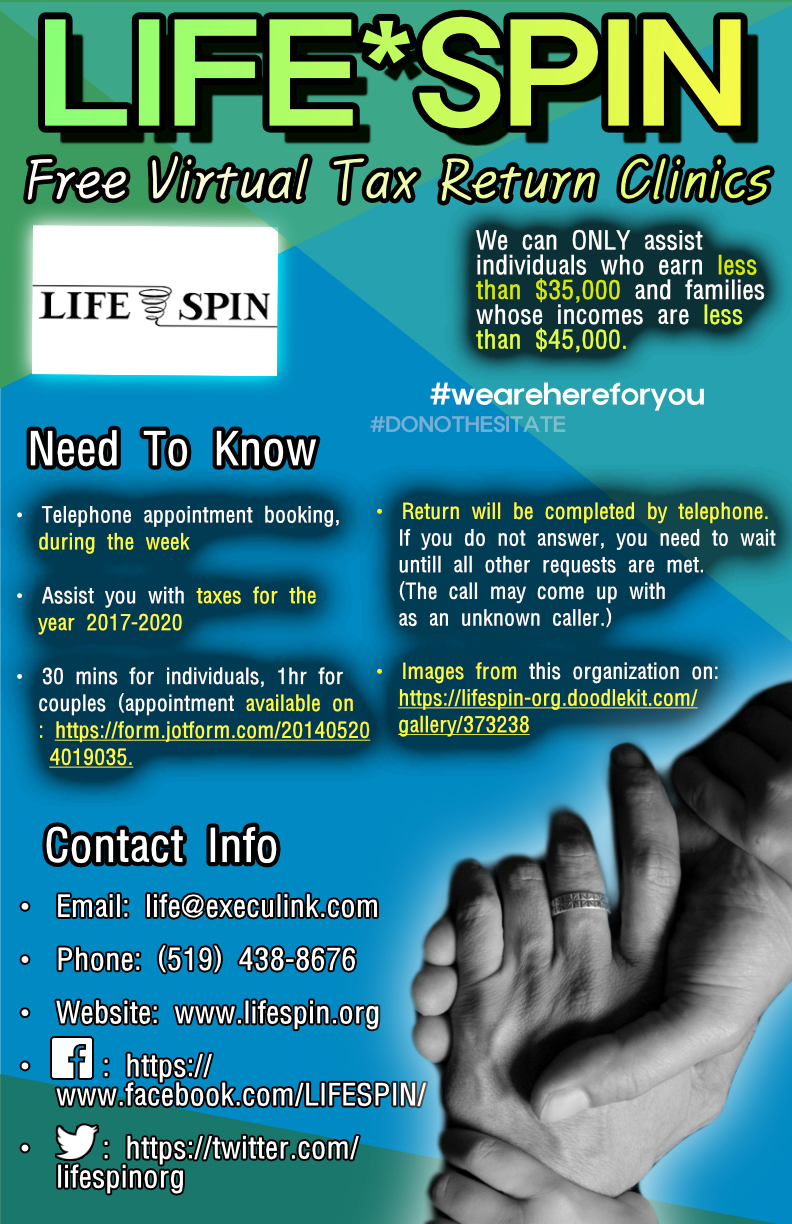 LIFE*SPIN
Free Virtual Tax Return Clinics
LIFE SPIN
We can ONLY assist
individuals who earn less
than $35,000 and families
whose incomes are less
than $45,000.
#wearehereforyou
#DONOTHESITATE
Need To Know
• Telephone appointment booking,
during the week
• Assist you with taxes for the
year 2017-2020
• 30 mins for individuals, 1hr for
couples (appointment available on
: https://form.jotform.com/20140520
4019035.
• Return will be completed by telephone.
If you do not answer, you need to wait
untill all other requests are met.
(The call may come up with
as an unknown caller.)
• Images from this organization on:
https://lifespin-org.doodlekit.com/
gallery/373238
Contact Info
• Email: life@execulink.com
• Phone: (519) 438-8676
• Website: www.lifespin.org
• f : https://
www.facebook.com/LIFESPIN/
• : https://twitter.com/
lifespinorg